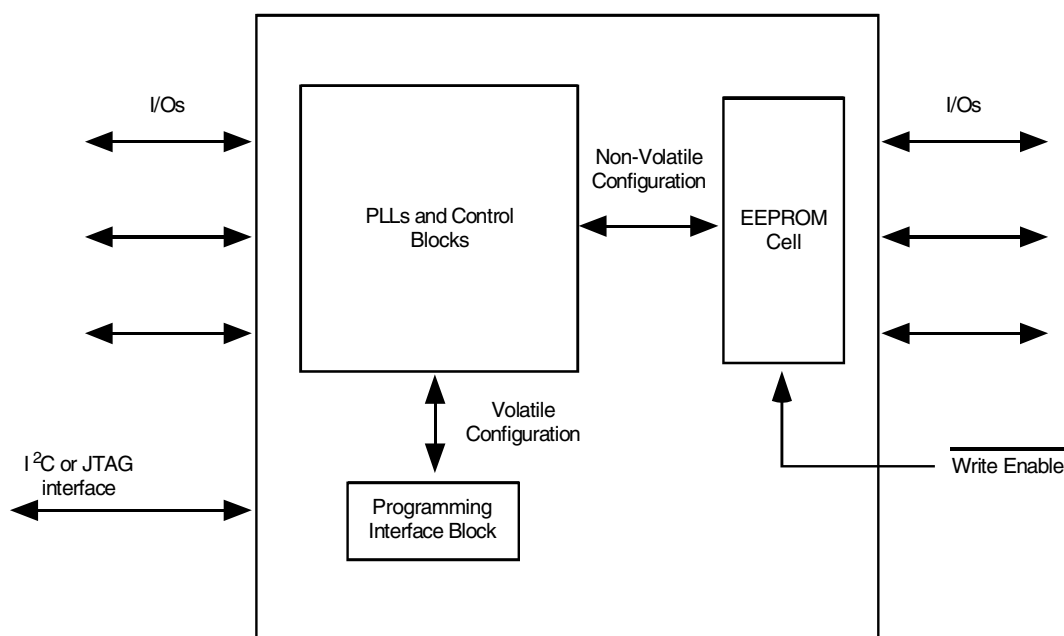 I/Os
I/Os
Non-Volatile
Configuration
PLLs and Control
Blocks
EEPROM
Cell
Volatile
Configuration
I²C or JTAG
interface
Write Enable
Programming
Interface Block